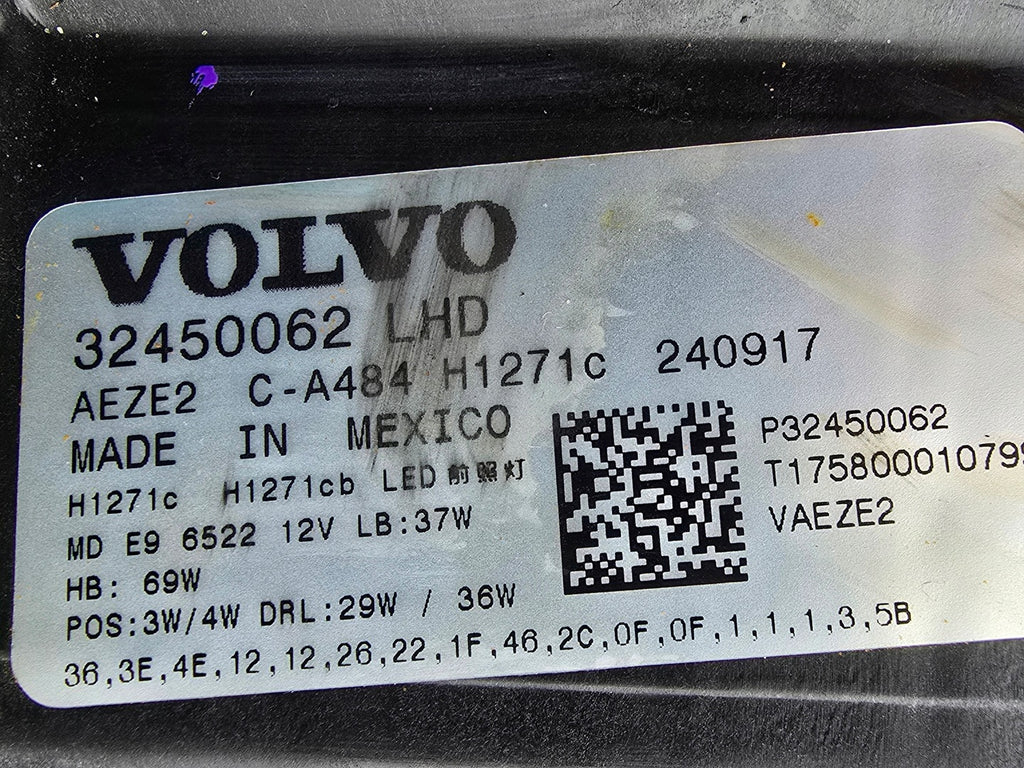 VOLVO
32450062 LHD
AEZE2 C-A484 H1271c 240917
MADE IN MEXICO
P32450062
H1271c H1271cb LED 前照灯
T175800010799
MD E9 6522 12V LB:37W
VAEZE2
HB: 69W
POS:3W/4W DRL:29W / 36W
36,3E,4E,12,12,26,22,1F,46,2C,0F,0F,1,1,1,3,5B